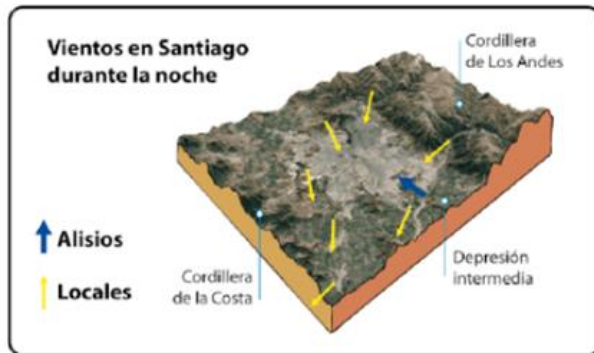 Vientos en Santiago
durante la noche
Cordillera
de Los Andes
Alisios
Locales
Cordillera
de la Costa
Depresión
intermedia